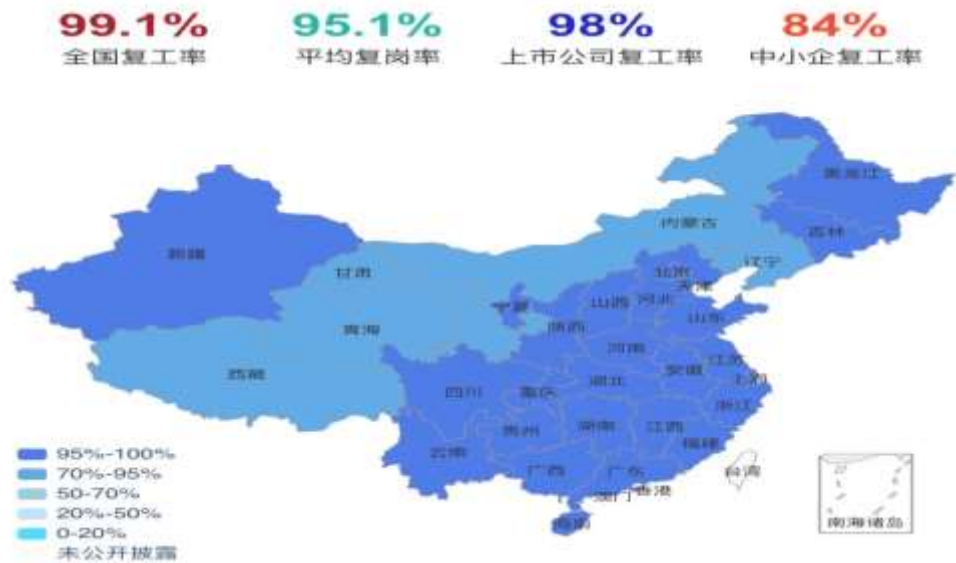 99.1%
全国复工率
95.1%
平均复岗率
98%
上市公司复工率
84%
中小企复工率
黑龙江
内蒙古
吉林
新疆
辽宁
甘肃
北京
天津
宁夏
山西
河北
山东
青海
陕西
河南
江苏
西藏
安徽
上海
四川
重庆
湖北
浙江
贵州
湖南
江西
云南
福建
广西
广东
台湾
澳门
香港
海南
南海诸岛
95%-100%
70%-95%
50-70%
20%-50%
0-20%
未公开披露